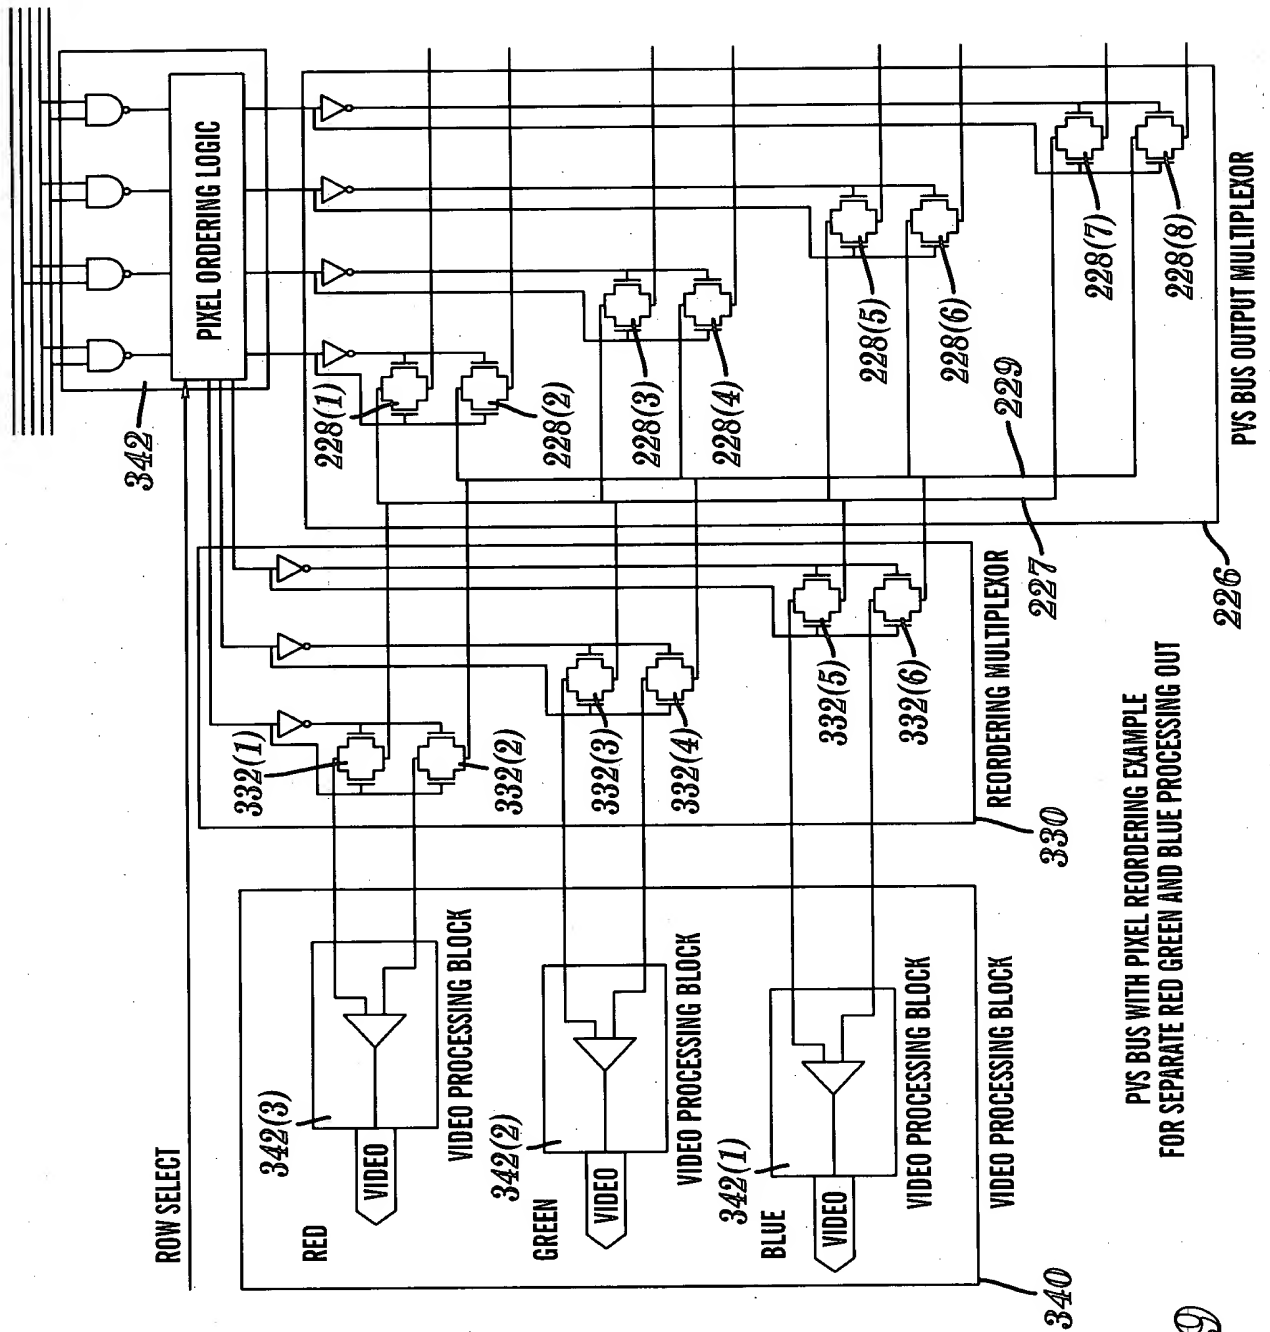 342
PIXEL ORDERING LOGIC
228(1)
228(2)
228(3)
228(4)
228(5)
228(6)
228(7)
228(8)
229
227
226
PVS BUS OUTPUT MULTIPLEXOR
332(1)
332(2)
332(3)
332(4)
332(5)
332(6)
REORDERING MULTIPLEXOR
330
ROW SELECT
RED
VIDEO
342(3)
VIDEO PROCESSING BLOCK
GREEN
VIDEO
342(2)
VIDEO PROCESSING BLOCK
BLUE
VIDEO
342(1)
VIDEO PROCESSING BLOCK
VIDEO PROCESSING BLOCK
340
PVS BUS WITH PIXEL REORDERING EXAMPLE
FOR SEPARATE RED GREEN AND BLUE PROCESSING OUT